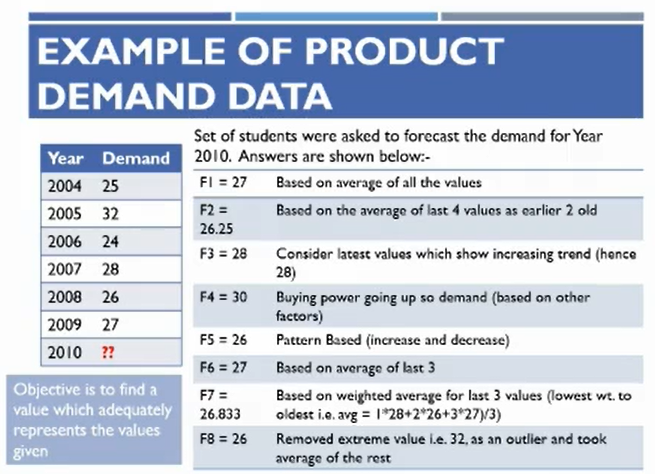 EXAMPLE OF PRODUCT
DEMAND DATA
Year Demand
2004 25
2005 32
2006 24
2007 28
2008 26
2009 27
2010 ??
Objective is to find a
value which adequately
represents the values
given
Set of students were asked to forecast the demand for Year
2010. Answers are shown below:-
F1 = 27 Based on average of all the values
F2 = Based on the average of last 4 values as earlier 2 old
26.25
F3 = 28 Consider latest values which show increasing trend (hence
28)
F4 = 30 Buying power going up so demand (based on other
factors)
F5 = 26 Pattern Based (increase and decrease)
F6 = 27 Based on average of last 3
F7 = Based on weighted average for last 3 values (lowest wt. to
26.833 oldest i.e. avg = 1*28+2*26+3*27)/3)
F8 = 26 Removed extreme value i.e. 32, as an outlier and took
average of the rest